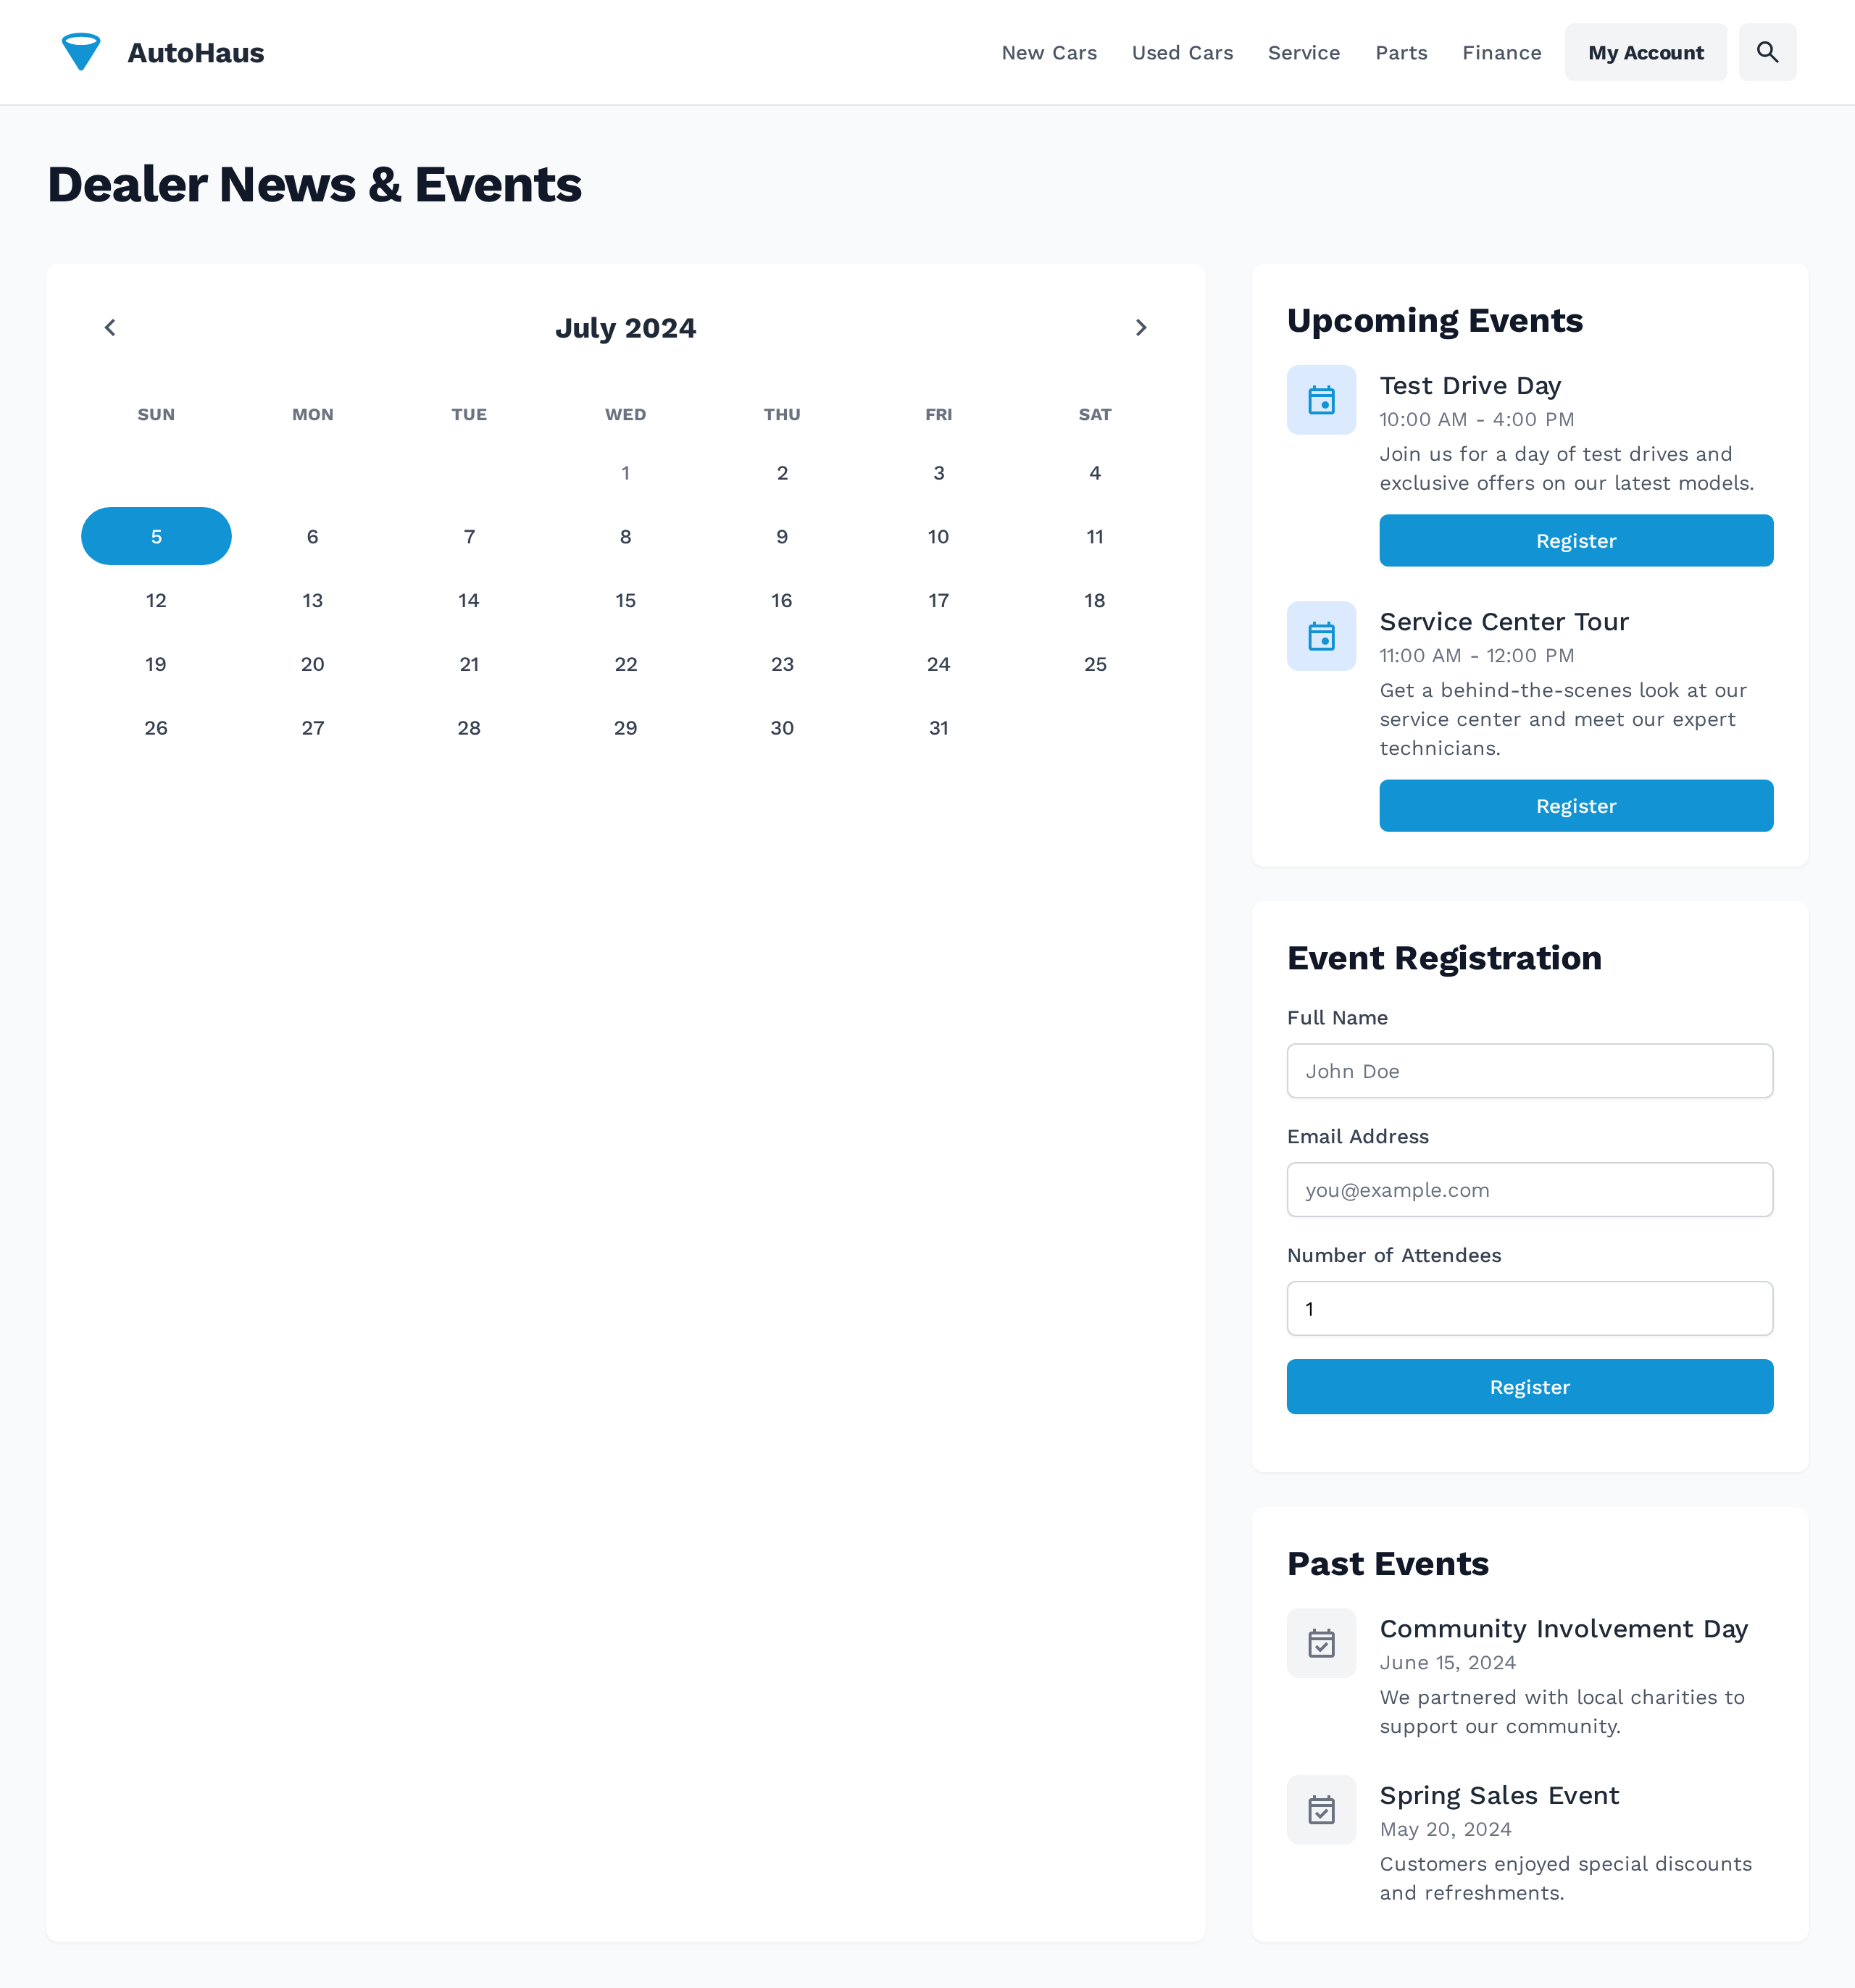 AutoHaus
New Cars
Used Cars
Service
Parts
Finance
My Account
Dealer News & Events
July 2024
SUN MON TUE WED THU FRI SAT
1 2 3 4
5 6 7 8 9 10 11
12 13 14 15 16 17 18
19 20 21 22 23 24 25
26 27 28 29 30 31
Upcoming Events
Test Drive Day
10:00 AM - 4:00 PM
Join us for a day of test drives and
exclusive offers on our latest models.
Register
Service Center Tour
11:00 AM - 12:00 PM
Get a behind-the-scenes look at our
service center and meet our expert
technicians.
Register
Event Registration
Full Name
John Doe
Email Address
you@example.com
Number of Attendees
1
Register
Past Events
Community Involvement Day
June 15, 2024
We partnered with local charities to
support our community.
Spring Sales Event
May 20, 2024
Customers enjoyed special discounts
and refreshments.